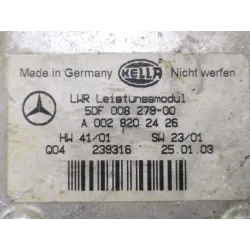 Made in Germany HELLA Nicht werfen
LWR Leistungsmodul
5DF 008 279-00
A 002 820 24 26
HW 41/01 SW 23/01
Q04 239316 25.01.03